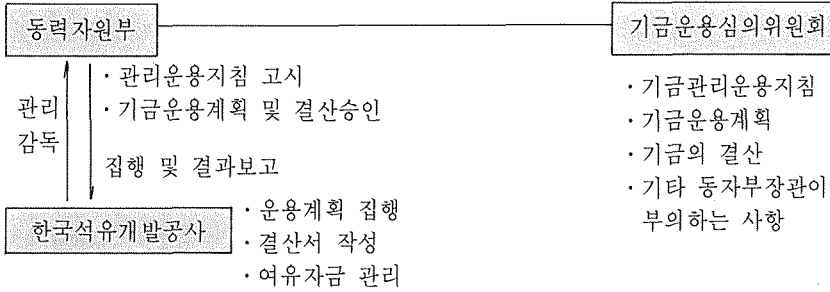 동력자원부
기금운용심의위원회
· 관리운용지침 고시
· 기금운용계획 및 결산승인
관리
감독
집행 및 결과보고
· 기금관리운용지침
· 기금운용계획
· 기금의 결산
· 기타 동자부장관이
부의하는 사항
한국석유개발공사
· 운용계획 집행
· 결산서 작성
· 여유자금 관리